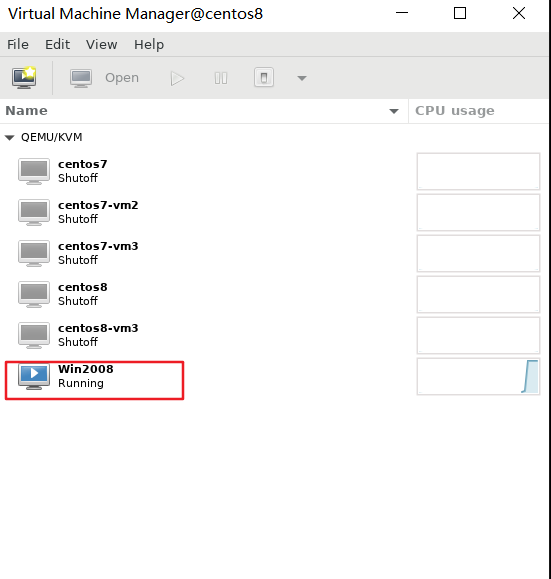 Virtual Machine Manager@centos8
File Edit View Help
Open
Name CPU usage
QEMU/KVM
centos7
Shutoff
centos7-vm2
Shutoff
centos7-vm3
Shutoff
centos8
Shutoff
centos8-vm3
Shutoff
Win2008
Running